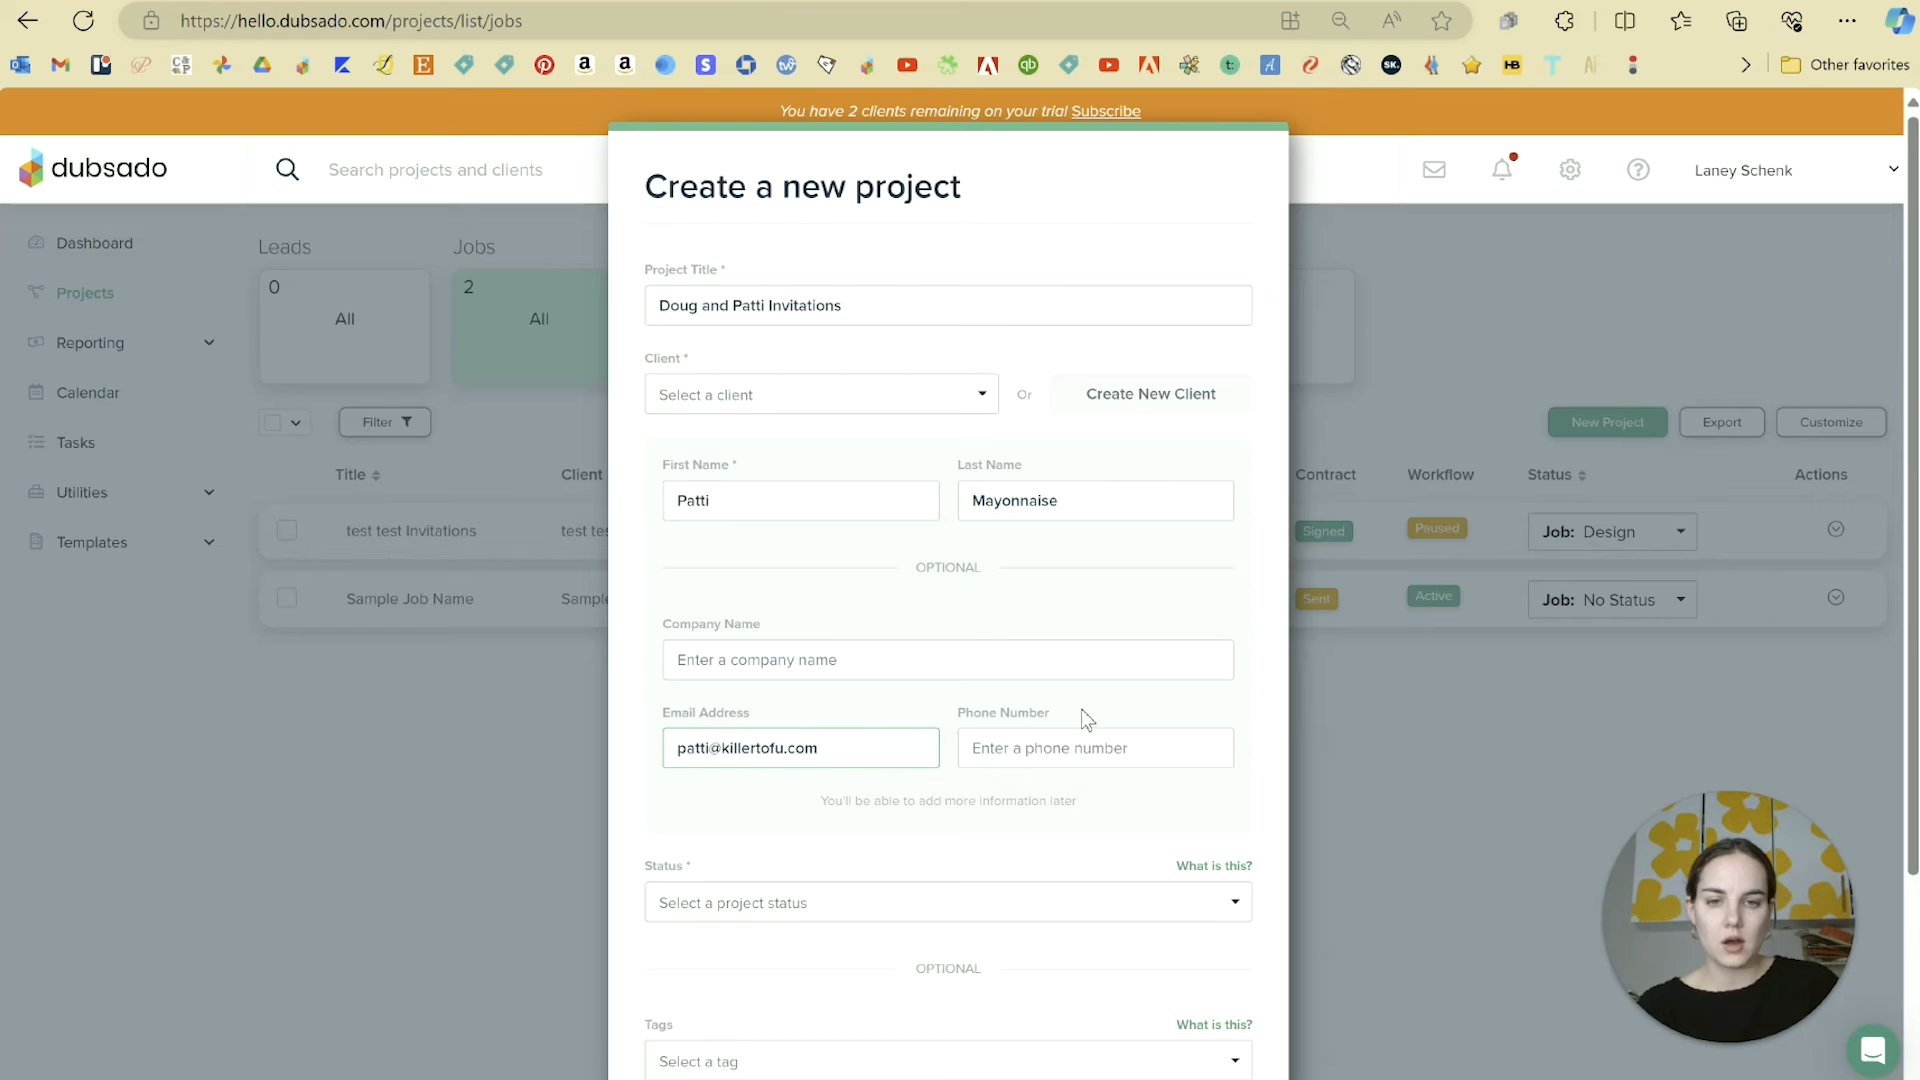 https://hello.dubsado.com/projects/list/jobs
Other favorites
You have 2 clients remaining on your trial Subscribe
dubsado
Search projects and clients
Laney Schenk
Create a new project
Dashboard
Projects
Reporting
Calendar
Tasks
Utilities
Templates
Leads
Jobs
0
All
2
All
Filter
New Project
Export
Customize
Title
Client
Contract
Workflow
Status
Actions
test test Invitations
test tes
Signed
Paused
Job: Design
Sample Job Name
Sample
Sent
Active
Job: No Status
Project Title *
Doug and Patti Invitations
Client *
Select a client
Or
Create New Client
First Name *
Last Name
Patti
Mayonnaise
OPTIONAL
Company Name
Enter a company name
Email Address
Phone Number
patti@killertofu.com
Enter a phone number
You'll be able to add more information later
Status *
What is this?
Select a project status
OPTIONAL
Tags
What is this?
Select a tag